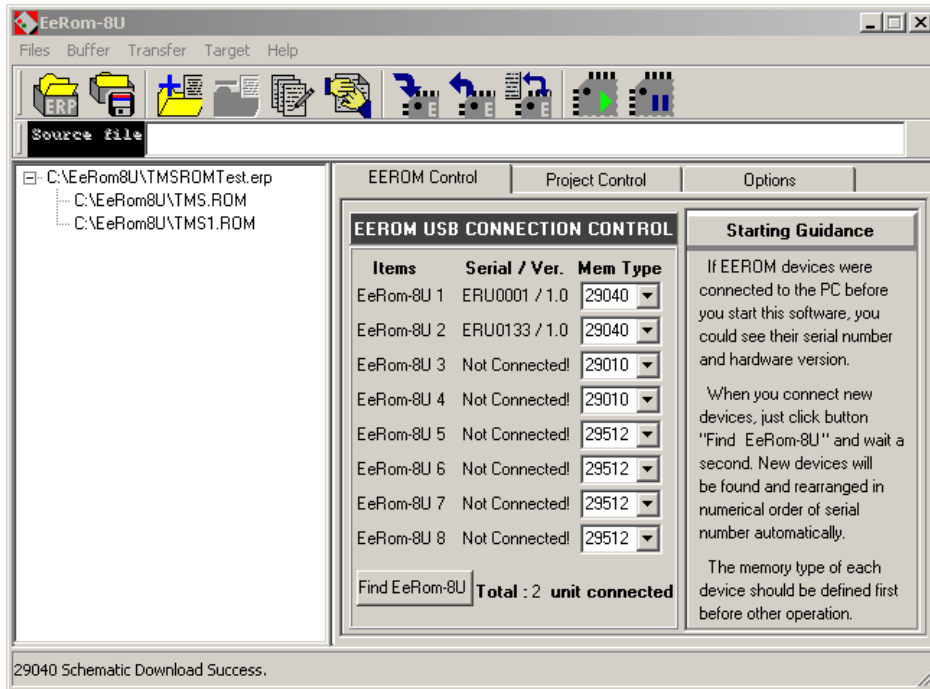 EeRom-8U
Files Buffer Transfer Target Help
ERP
E E E
Source file
C:\EeRom8U\TMSROMTest.erp
C:\EeRom8U\TMS.ROM
C:\EeRom8U\TMS1.ROM
EEROM Control Project Control Options
EEROM USB CONNECTION CONTROL
Items Serial / Ver. Mem Type
EeRom-8U 1 ERU0001 / 1.0 29040
EeRom-8U 2 ERU0133 / 1.0 29040
EeRom-8U 3 Not Connected! 29010
EeRom-8U 4 Not Connected! 29010
EeRom-8U 5 Not Connected! 29512
EeRom-8U 6 Not Connected! 29512
EeRom-8U 7 Not Connected! 29512
EeRom-8U 8 Not Connected! 29512
Find EeRom-8U Total : 2 unit connected
Starting Guidance
If EEROM devices were
connected to the PC before
you start this software, you
could see their serial number
and hardware version.
When you connect new
devices, just click button
"Find EeRom-8U" and wait a
second. New devices will
be found and rearranged in
numerical order of serial
number automatically.
The memory type of each
device should be defined first
before other operation.
29040 Schematic Download Success.